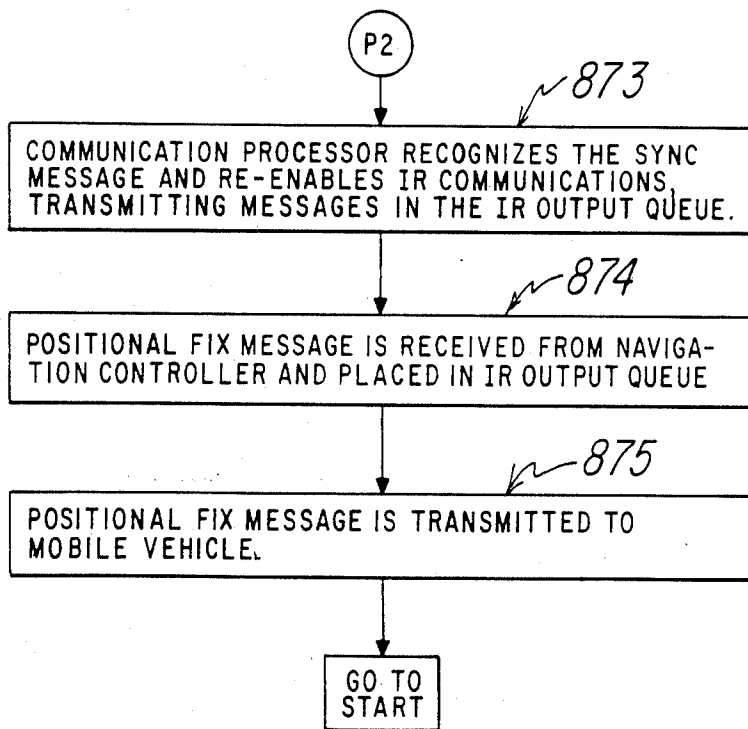 P2
873
COMMUNICATION PROCESSOR RECOGNIZES THE SYNC
MESSAGE AND RE-ENABLES IR COMMUNICATIONS,
TRANSMITTING MESSAGES IN THE IR OUTPUT QUEUE.
874
POSITIONAL FIX MESSAGE IS RECEIVED FROM NAVIGA-
TION CONTROLLER AND PLACED IN IR OUTPUT QUEUE
875
POSITIONAL FIX MESSAGE IS TRANSMITTED TO
MOBILE VEHICLE.
GO TO
START